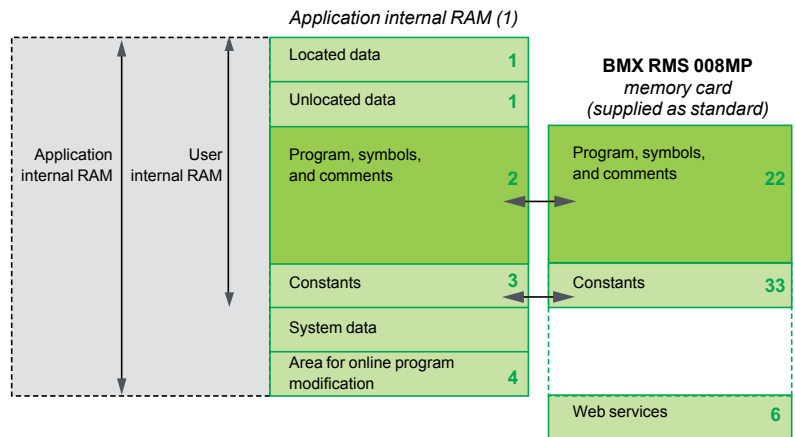 Application internal RAM (1)
Located data 1
BMX RMS 008MP
memory card
(supplied as standard)
Unlocated data 1
Application
internal RAM
User
internal RAM
Program, symbols,
and comments 2
Program, symbols,
and comments 22
Constants 3
Constants 33
System data
Area for online program
modification 4
Web services 6